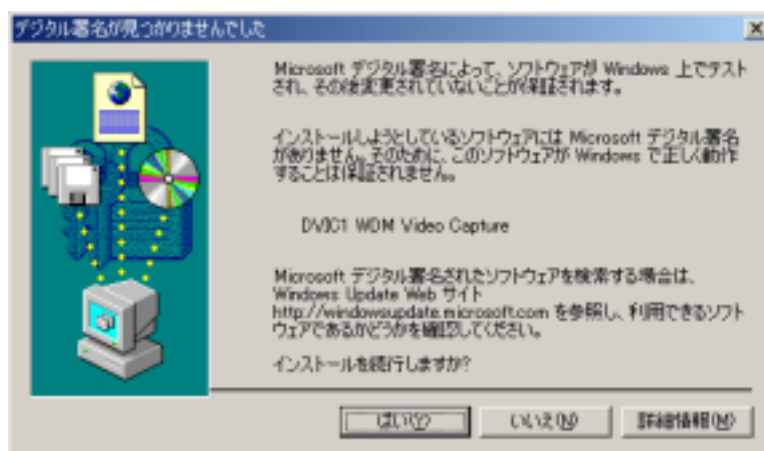 デジタル署名が見つかりませんでした
Microsoft デジタル署名によって、ソフトウェアが Windows 上でテスト
され、その後変更されていないことが保証されます。
インストールしようとしているソフトウェアには Microsoft デジタル署名
がありません。そのために、このソフトウェアが Windows で正しく動作
することは保証されません。
DVIC1 WDM Video Capture
Microsoft デジタル署名されたソフトウェアを検索する場合は、
Windows Update Web サイト
http://windowsupdate.microsoft.com を参照し、利用できるソフト
ウェアであるかどうかを確認してください。
インストールを続行しますか?
はい(Y)
いいえ(N)
詳細情報(M)